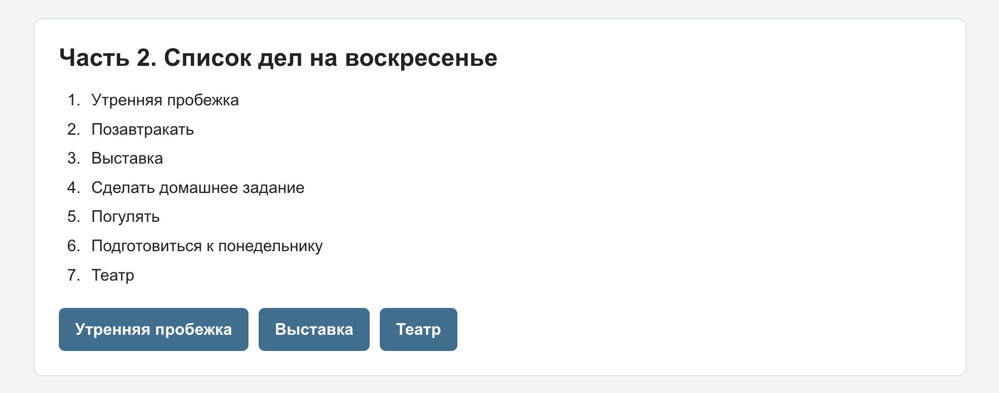 Часть 2. Список дел на воскресенье
1. Утренняя пробежка
2. Позавтракать
3. Выставка
4. Сделать домашнее задание
5. Погулять
6. Подготовиться к понедельнику
7. Театр
Утренняя пробежка Выставка Театр